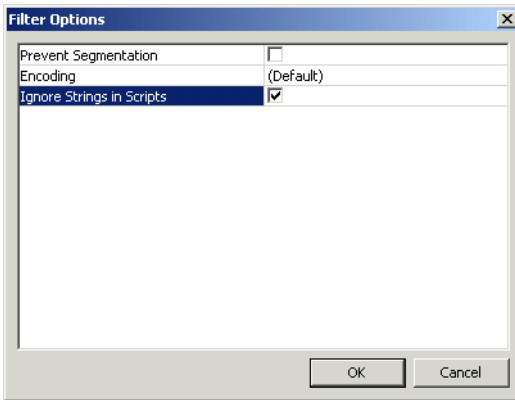 Filter Options
Prevent Segmentation
Encoding (Default)
Ignore Strings in Scripts
OK Cancel